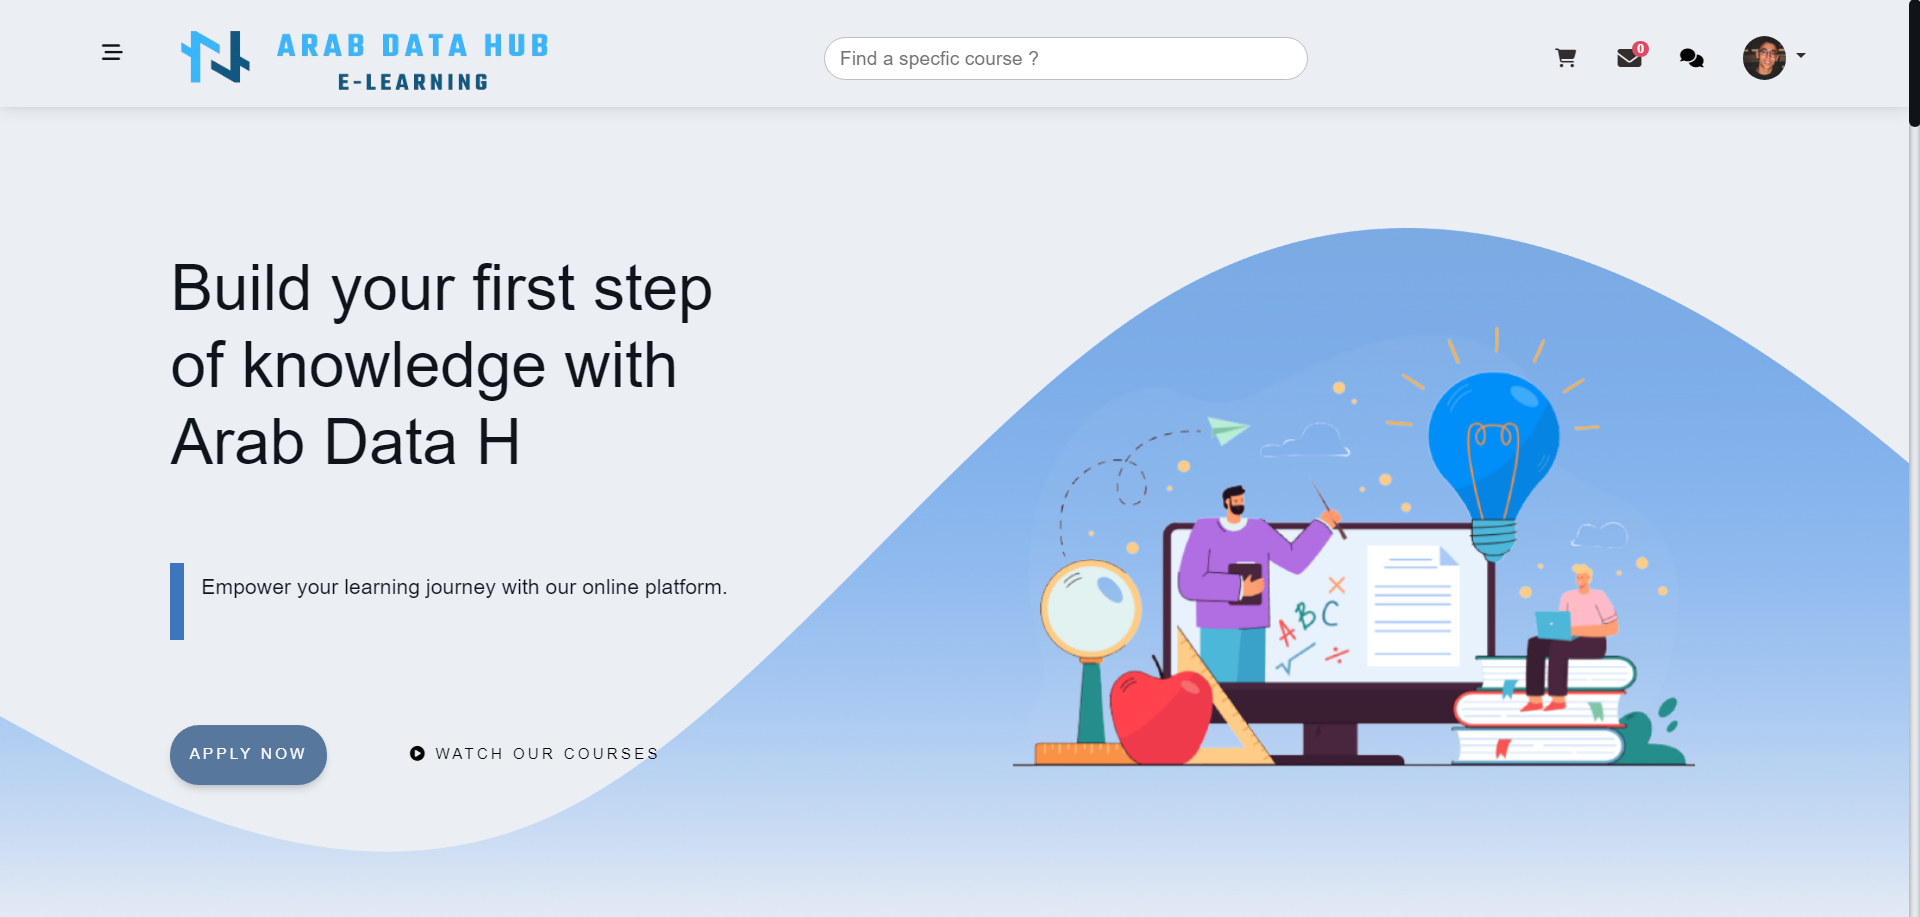 ARAB DATA HUB
E-LEARNING
Find a specfic course ?
0
Build your first step
of knowledge with
Arab Data H
Empower your learning journey with our online platform.
APPLY NOW
WATCH OUR COURSES
A B C